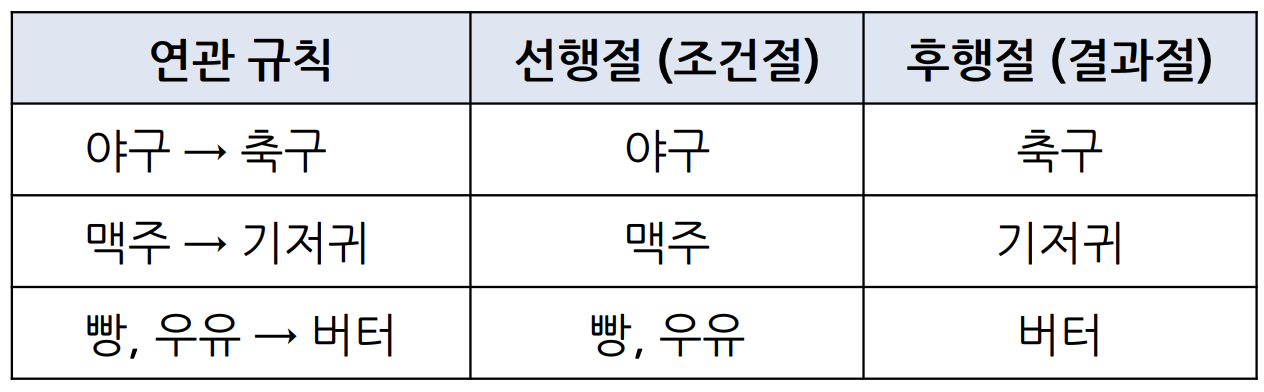 연관 규칙 선행절 (조건절) 후행절 (결과절)
야구 → 축구 야구 축구
맥주 → 기저귀 맥주 기저귀
빵, 우유 → 버터 빵, 우유 버터